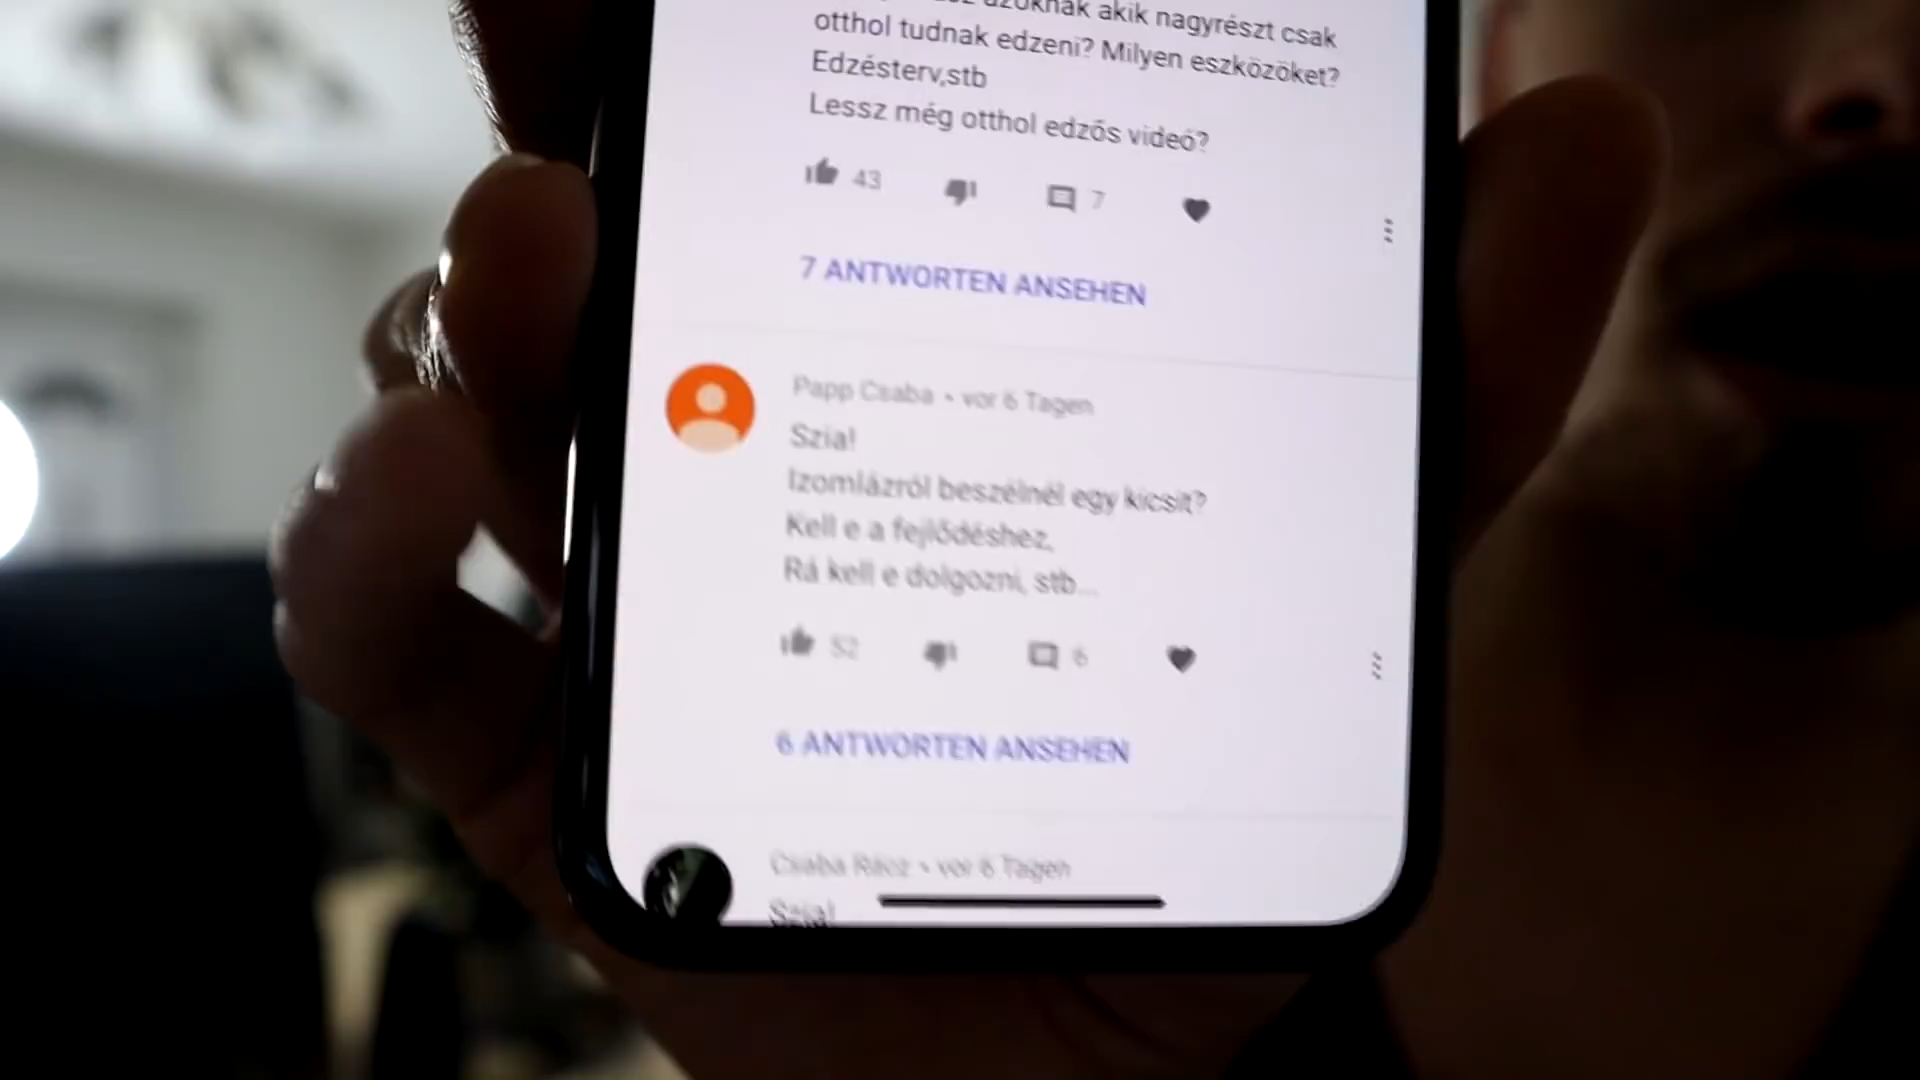 azoknak akik nagyrészt csak
otthol tudnak edzeni? Milyen eszközöket?
Edzésterv,stb
Lessz még otthol edzős videó?
43 7
7 ANTWORTEN ANSEHEN
Papp Csaba • vor 6 Tagen
Szia!
Izomlázról beszélnél egy kicsit?
Kell e a fejlődéshez,
Rá kell e dolgozni, stb...
52 6
6 ANTWORTEN ANSEHEN
Csaba Rácz • vor 6 Tagen
Szia!